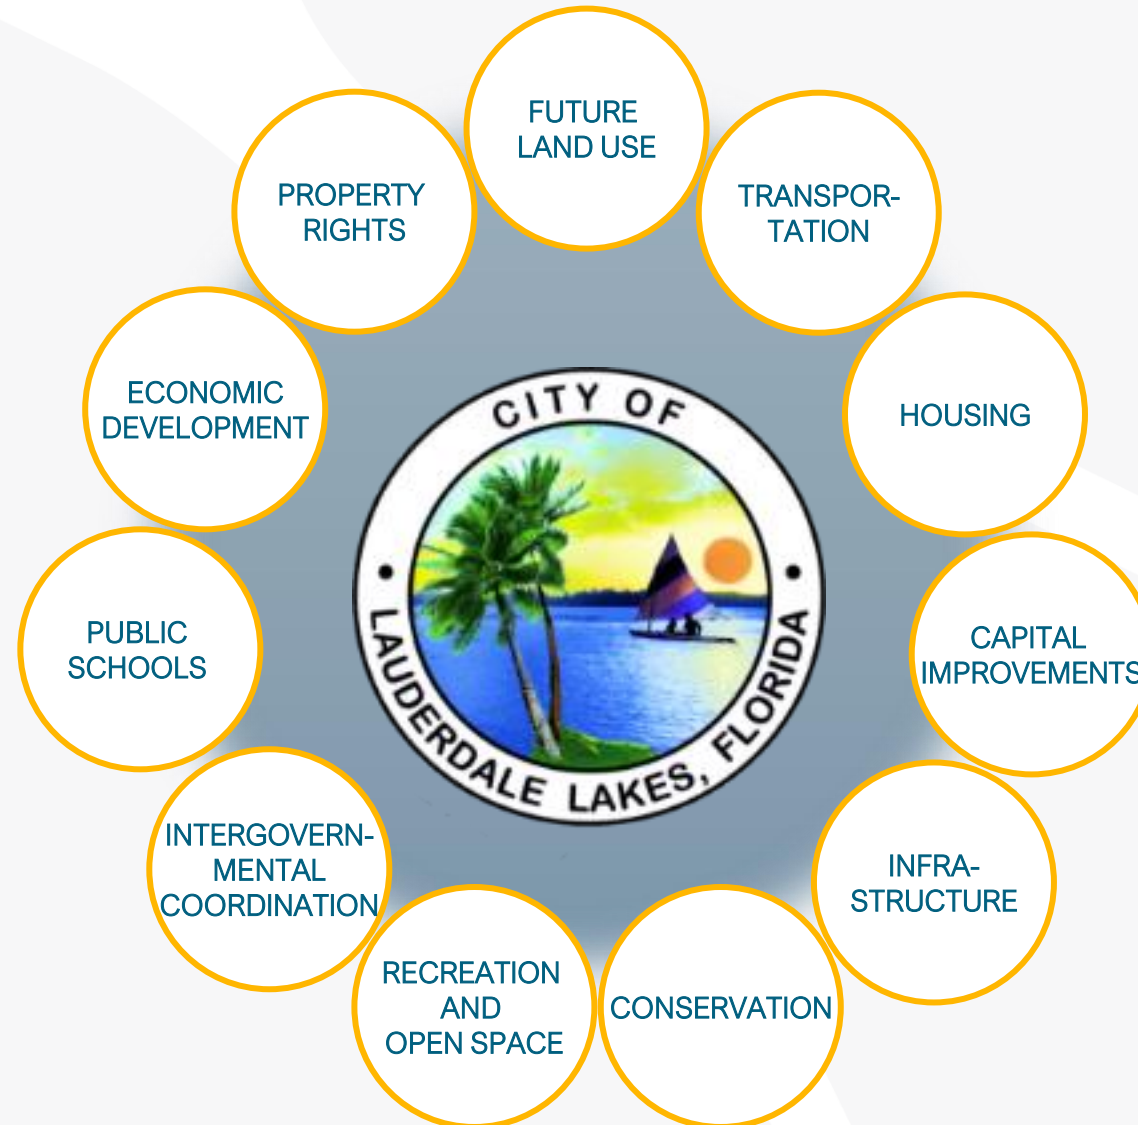 FUTURE
LAND USE
TRANSPOR-
TATION
HOUSING
CAPITAL
IMPROVEMENTS
INFRA-
STRUCTURE
CONSERVATION
RECREATION
AND
OPEN SPACE
INTERGOVERN-
MENTAL
COORDINATION
PUBLIC
SCHOOLS
ECONOMIC
DEVELOPMENT
PROPERTY
RIGHTS
CITY OF
LAUDERDALE LAKES, FLORIDA